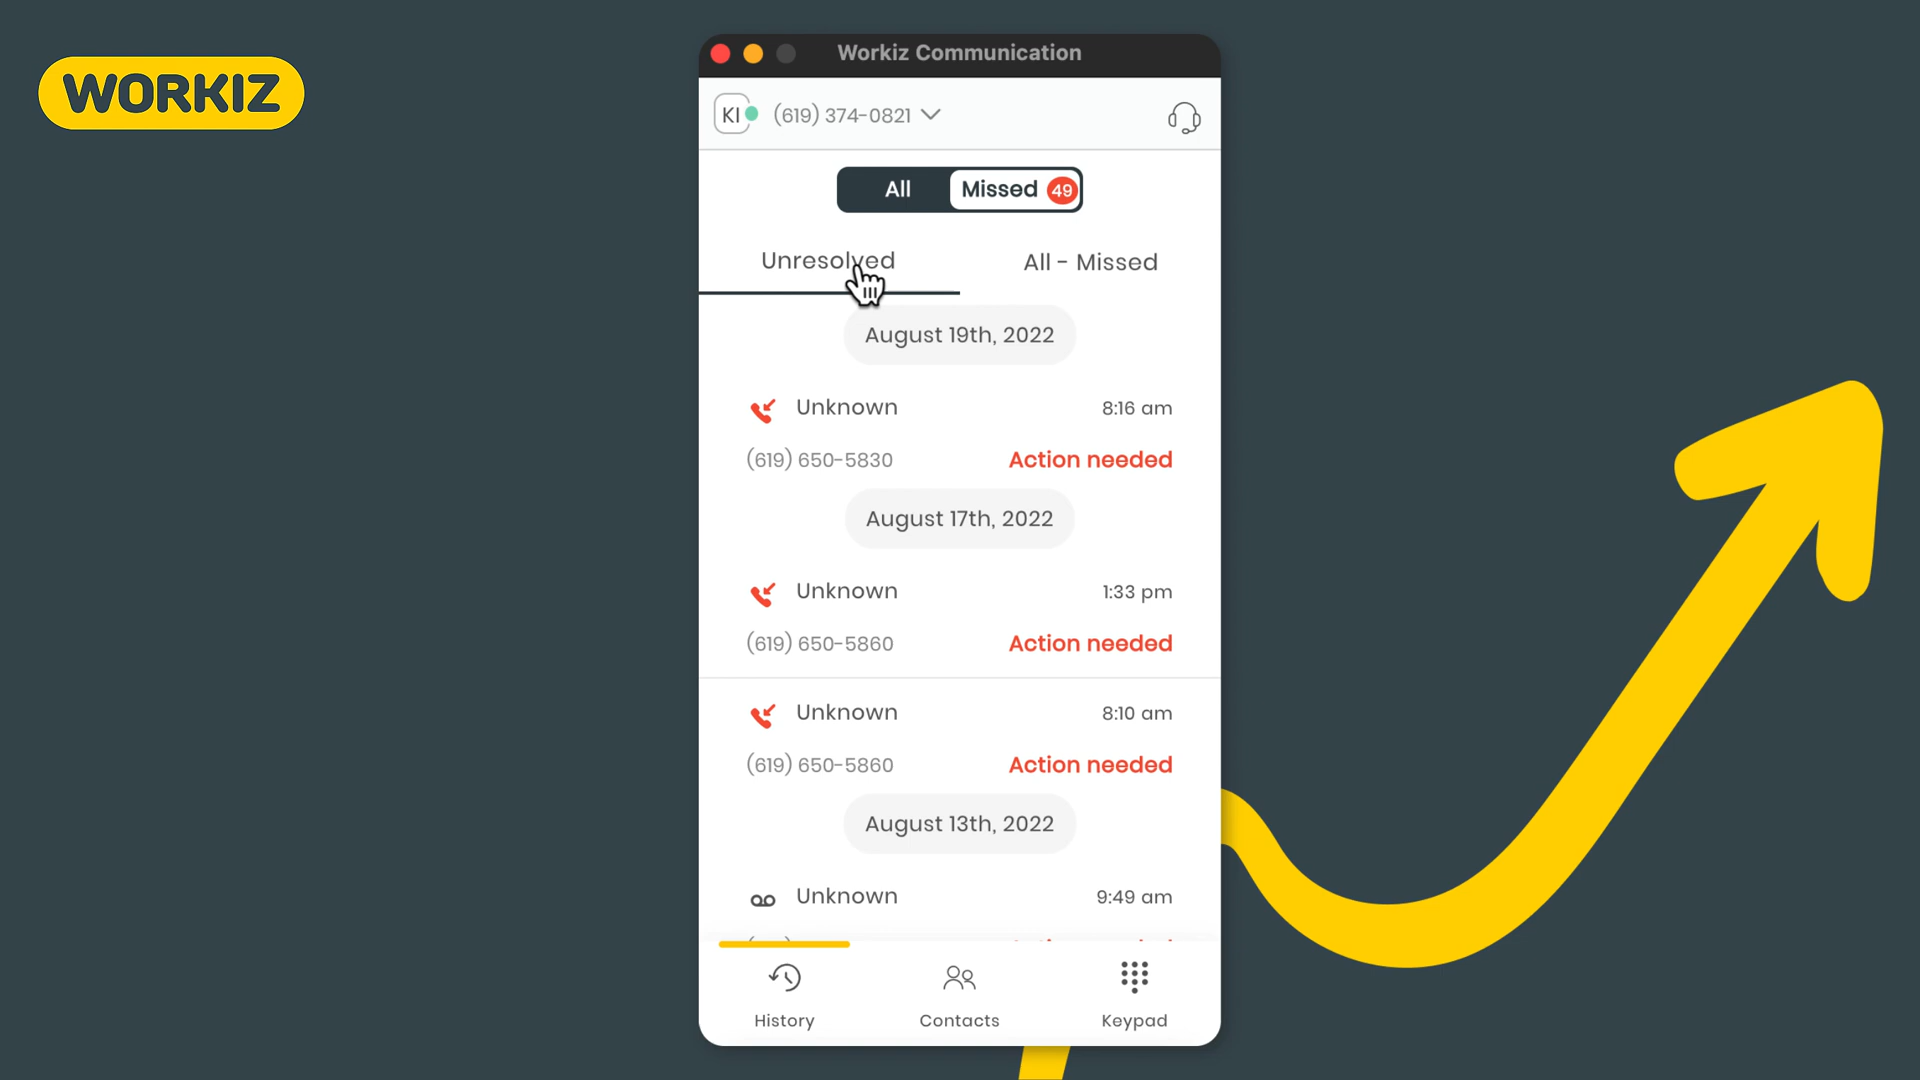 WORKIZ
Workiz Communication
KI (619) 374-0821
All Missed 49
Unresolved All - Missed
August 19th, 2022
Unknown 8:16 am
(619) 650-5830 Action needed
August 17th, 2022
Unknown 1:33 pm
(619) 650-5860 Action needed
Unknown 8:10 am
(619) 650-5860 Action needed
August 13th, 2022
Unknown 9:49 am
History Contacts Keypad